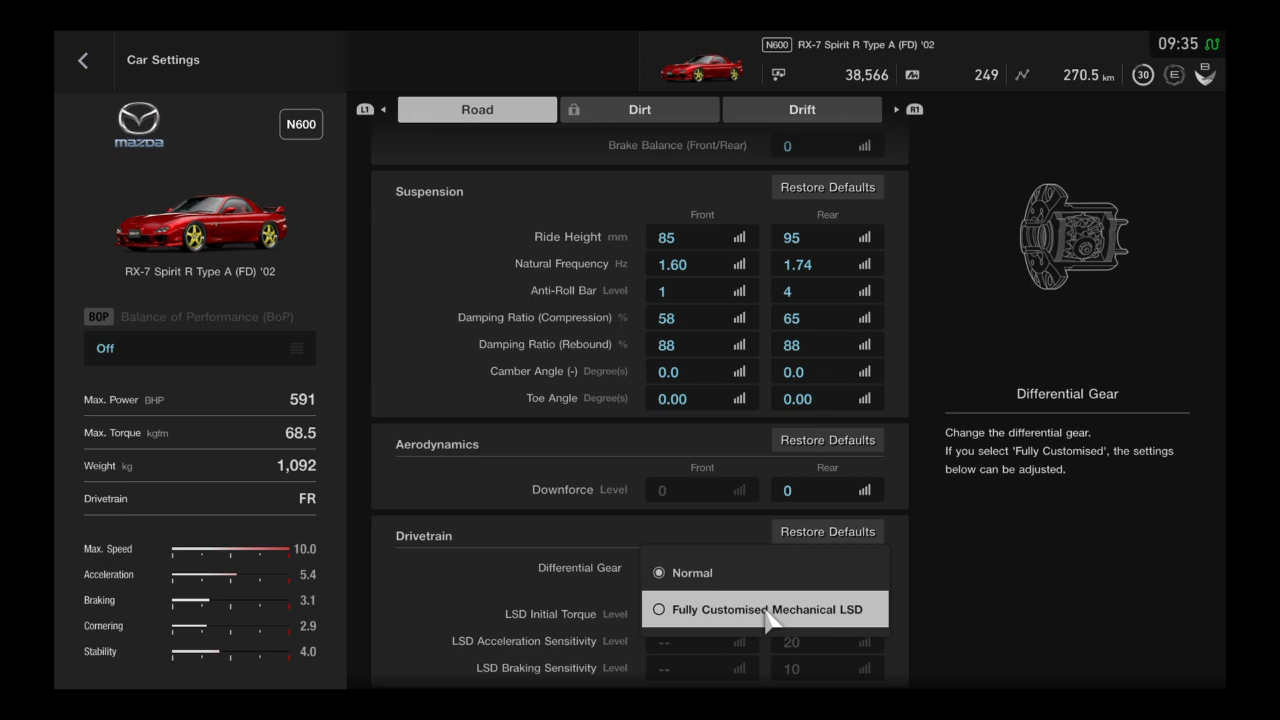 Car Settings
N600 RX-7 Spirit R Type A (FD) '02
09:35
38,566
249
270.5 km
30
E
B
L1
Road
Dirt
Drift
R1
mazda
N600
Brake Balance (Front/Rear) 0
Suspension
Restore Defaults
Front Rear
Ride Height mm 85 95
Natural Frequency Hz 1.60 1.74
Anti-Roll Bar Level 1 4
Damping Ratio (Compression) % 58 65
Damping Ratio (Rebound) % 88 88
Camber Angle (-) Degree(s) 0.0 0.0
Toe Angle Degree(s) 0.00 0.00
RX-7 Spirit R Type A (FD) '02
BOP Balance of Performance (BoP)
Off
Max. Power BHP 591
Max. Torque kgfm 68.5
Weight kg 1,092
Drivetrain FR
Max. Speed 10.0
Acceleration 5.4
Braking 3.1
Cornering 2.9
Stability 4.0
Aerodynamics
Restore Defaults
Front Rear
Downforce Level 0 0
Drivetrain
Restore Defaults
Differential Gear
Normal
Fully Customised Mechanical LSD
LSD Initial Torque Level
LSD Acceleration Sensitivity Level -- 20
LSD Braking Sensitivity Level -- 10
Differential Gear
Change the differential gear.
If you select 'Fully Customised', the settings
below can be adjusted.